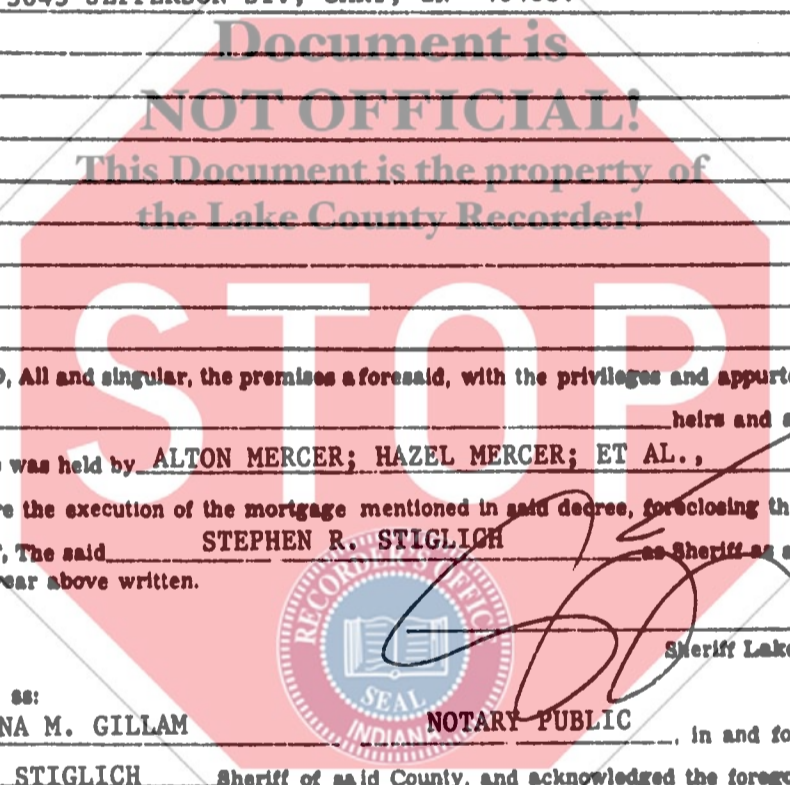 Document is
NOT OFFICIAL!
This Document is the property of
the Lake County Recorder!
STOP
, All and singular, the premises aforesaid, with the privileges and appurt
heirs and
was held by ALTON MERCER; HAZEL MERCER; ET AL.,
re the execution of the mortgage mentioned in said decree, foreclosing th
, The said STEPHEN R. STIGLICH as Sheriff as
ear above written.
Sheriff Lake
RECORDER'S OFFICE
SEAL
INDIANA
ss:
NA M. GILLAM NOTARY PUBLIC , in and fo
STIGLICH Sheriff of said County, and acknowledged the forego